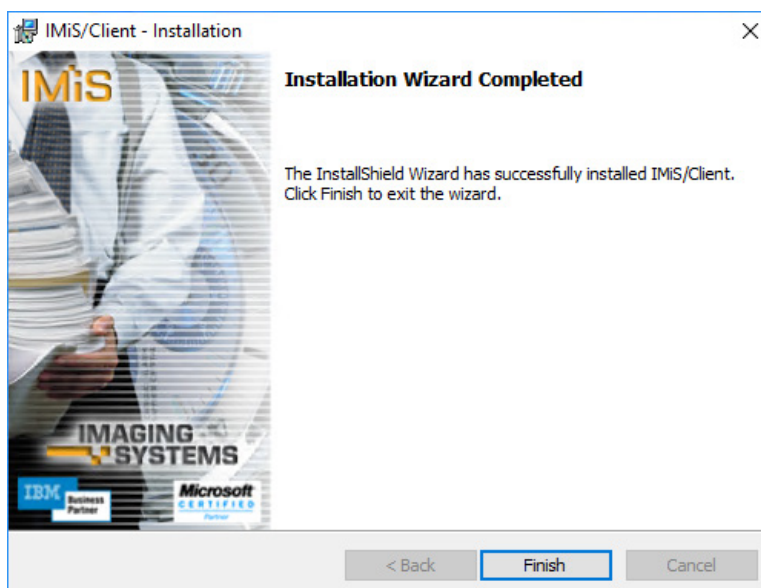 IMiS/Client - Installation
IMiS
Installation Wizard Completed
The InstallShield Wizard has successfully installed IMiS/Client.
Click Finish to exit the wizard.
IMAGING
SYSTEMS
IBM
Business
Partner
Microsoft
CERTIFIED
Partner
< Back
Finish
Cancel